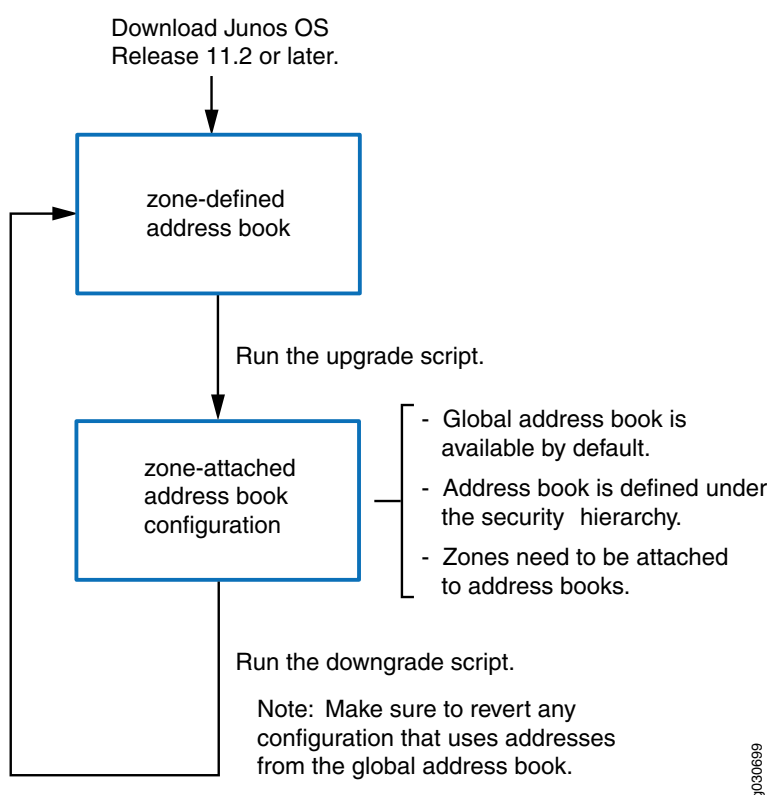 Download Junos OS
Release 11.2 or later.
zone-defined
address book
Run the upgrade script.
zone-attached
address book
configuration
- Global address book is
available by default.
- Address book is defined under
the security hierarchy.
- Zones need to be attached
to address books.
Run the downgrade script.
Note: Make sure to revert any
configuration that uses addresses
from the global address book.
g030699